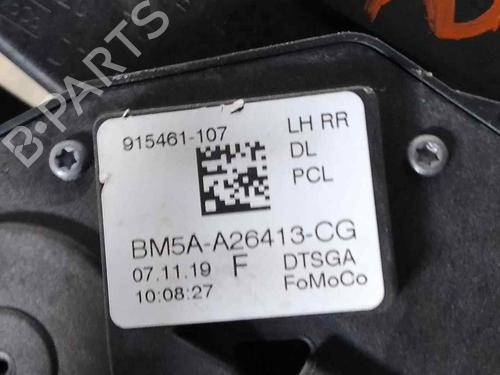 915461-107
LH RR
DL
PCL
BM5A-A26413-CG
07.11.19 F DTSGA
10:08:27 FoMoCo
B-PARTS